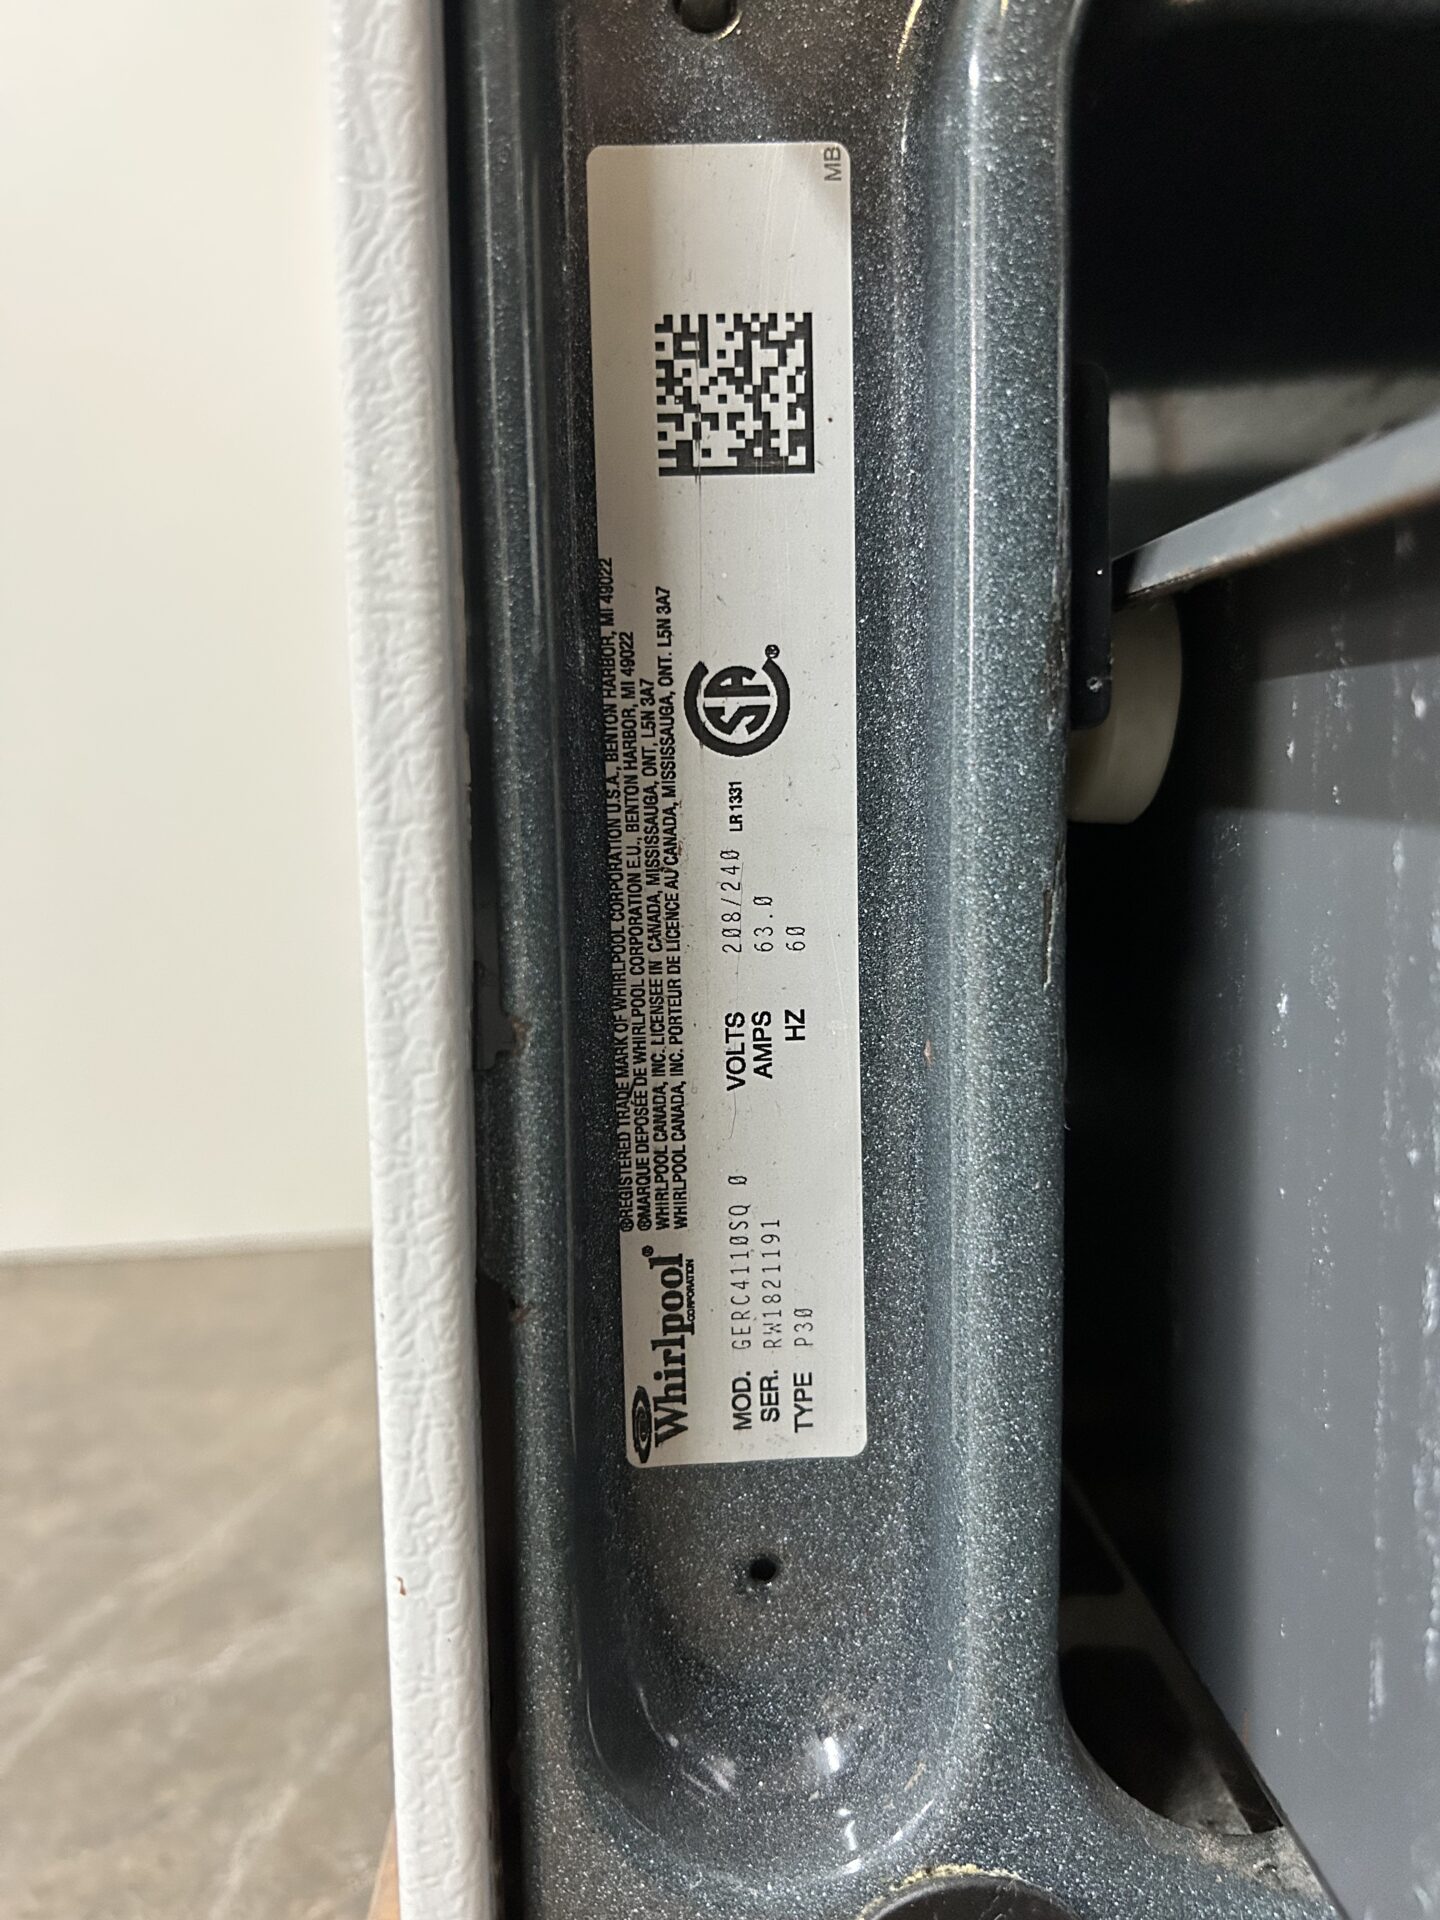 ®REGISTERED TRADE MARK OF WHIRLPOOL CORPORATION U.S.A., BENTON HARBOR, MI 49022
®MARQUE DEPOSÉE DE WHIRLPOOL CORPORATION E.U., BENTON HARBOR, MI 49022
WHIRLPOOL CANADA, INC. LICENSEE IN CANADA, MISSISSAUGA, ONT. L5N 3A7
WHIRLPOOL CANADA, INC. PORTEUR DE LICENCE AU CANADA, MISSISSAUGA, ONT. L5N 3A7
Whirlpool®
CORPORATION
MOD. GERC4110SQ 0 VOLTS 208/240 LR 1331 SA®
SER. RW1821191 AMPS 63.0
TYPE P30 HZ 60
MB